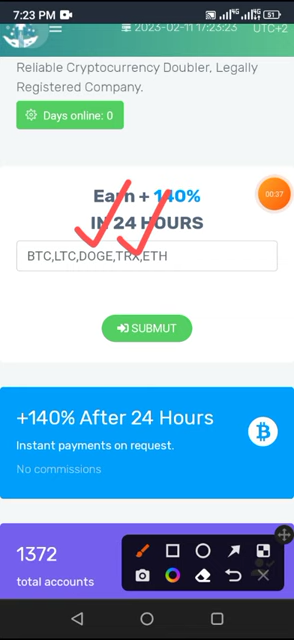 7:23 PM
51
2023-02-11 17:23:23
UTC+2
Reliable Cryptocurrency Doubler, Legally
Registered Company.
Days online: 0
Earn + 140%
IN 24 HOURS
00:37
BTC,LTC,DOGE,TRX,ETH
SUBMUT
+140% After 24 Hours
Instant payments on request.
No commissions
1372
total accounts